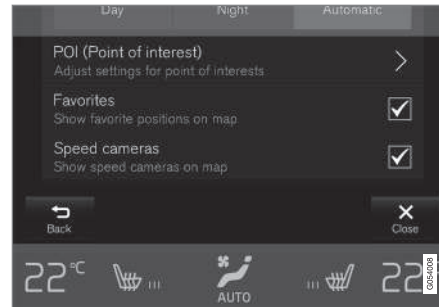 Day Night Automatic
POI (Point of interest)
Adjust settings for point of interests
Favorites
Show favorite positions on map
Speed cameras
Show speed cameras on map
Back Close
22°C AUTO 22
G054008